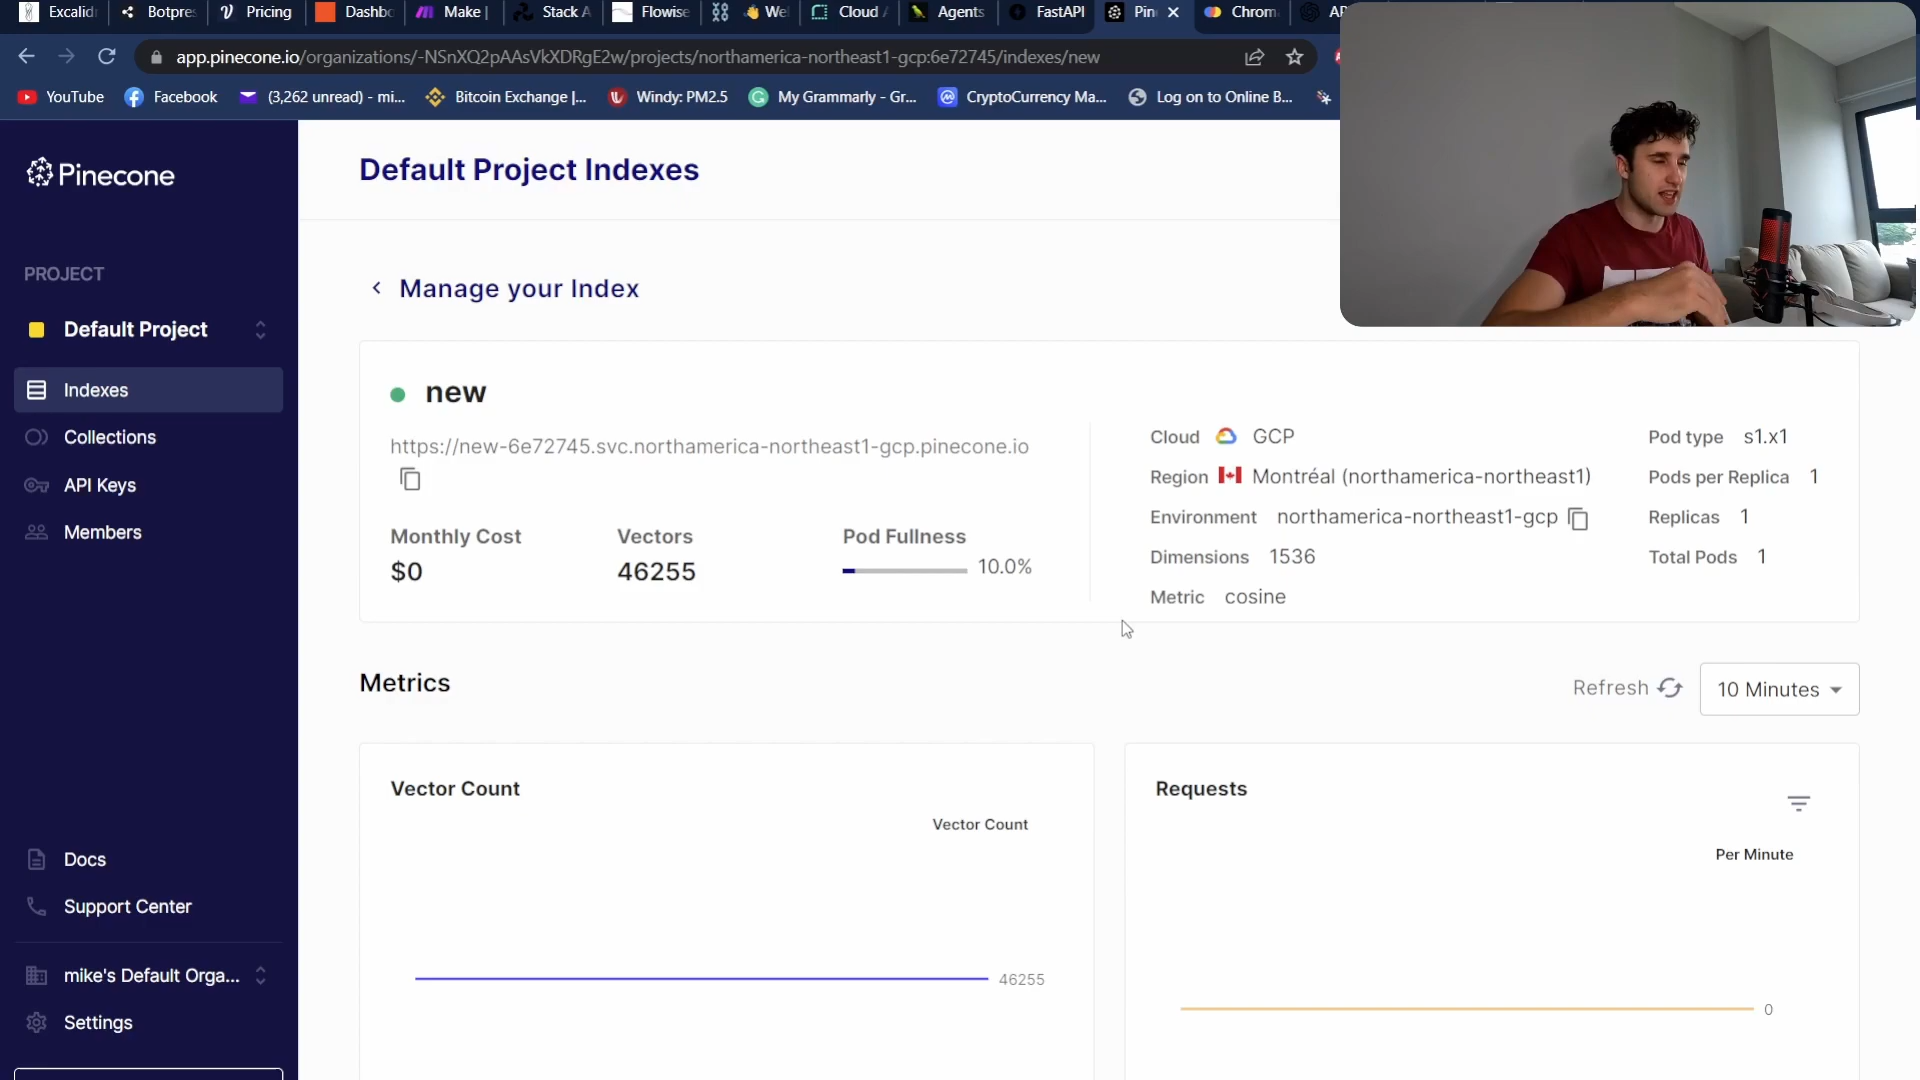 Excalidr
Botpres
Pricing
Dashbo
Make |
Stack A
Flowise
We
Cloud
Agents
FastAPI
Pin
Chrom
AP
app.pinecone.io/organizations/-NSnXQ2pAAsVkXDRgE2w/projects/northamerica-northeast1-gcp:6e72745/indexes/new
YouTube
Facebook
(3,262 unread) - mi...
Bitcoin Exchange |...
Windy: PM2.5
My Grammarly - Gr...
CryptoCurrency Ma...
Log on to Online B...
Pinecone
Default Project Indexes
PROJECT
Default Project
Indexes
Collections
API Keys
Members
Docs
Support Center
mike's Default Orga...
Settings
Manage your Index
new
https://new-6e72745.svc.northamerica-northeast1-gcp.pinecone.io
Monthly Cost
$0
Vectors
46255
Pod Fullness
10.0%
Cloud GCP
Region Montréal (northamerica-northeast1)
Environment northamerica-northeast1-gcp
Dimensions 1536
Metric cosine
Pod type s1.x1
Pods per Replica 1
Replicas 1
Total Pods 1
Metrics
Refresh
10 Minutes
Vector Count
Vector Count
46255
Requests
Per Minute
0